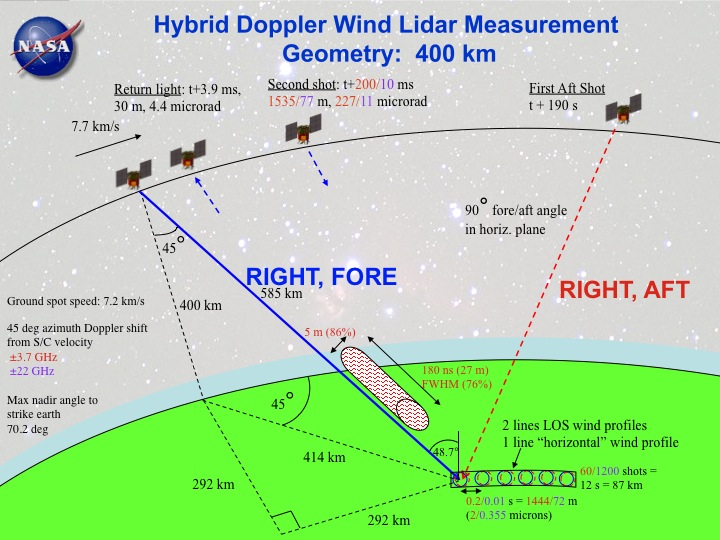 NASA
Hybrid Doppler Wind Lidar Measurement
Geometry:  400 km
Return light: t+3.9 ms,
30 m, 4.4 microrad
Second shot: t+200/10 ms
1535/77 m, 227/11 microrad
First Aft Shot
t + 190 s
7.7 km/s
90° fore/aft angle
in horiz. plane
45°
RIGHT, FORE
RIGHT, AFT
585 km
400 km
Ground spot speed: 7.2 km/s
45 deg azimuth Doppler shift
from S/C velocity
±3.7 GHz
±22 GHz
Max nadir angle to
strike earth
70.2 deg
5 m (86%)
180 ns (27 m)
FWHM (76%)
45°
2 lines LOS wind profiles
1 line “horizontal” wind profile
48.7°
414 km
292 km
60/1200 shots =
12 s = 87 km
0.2/0.01 s = 1444/72 m
(2/0.355 microns)
292 km